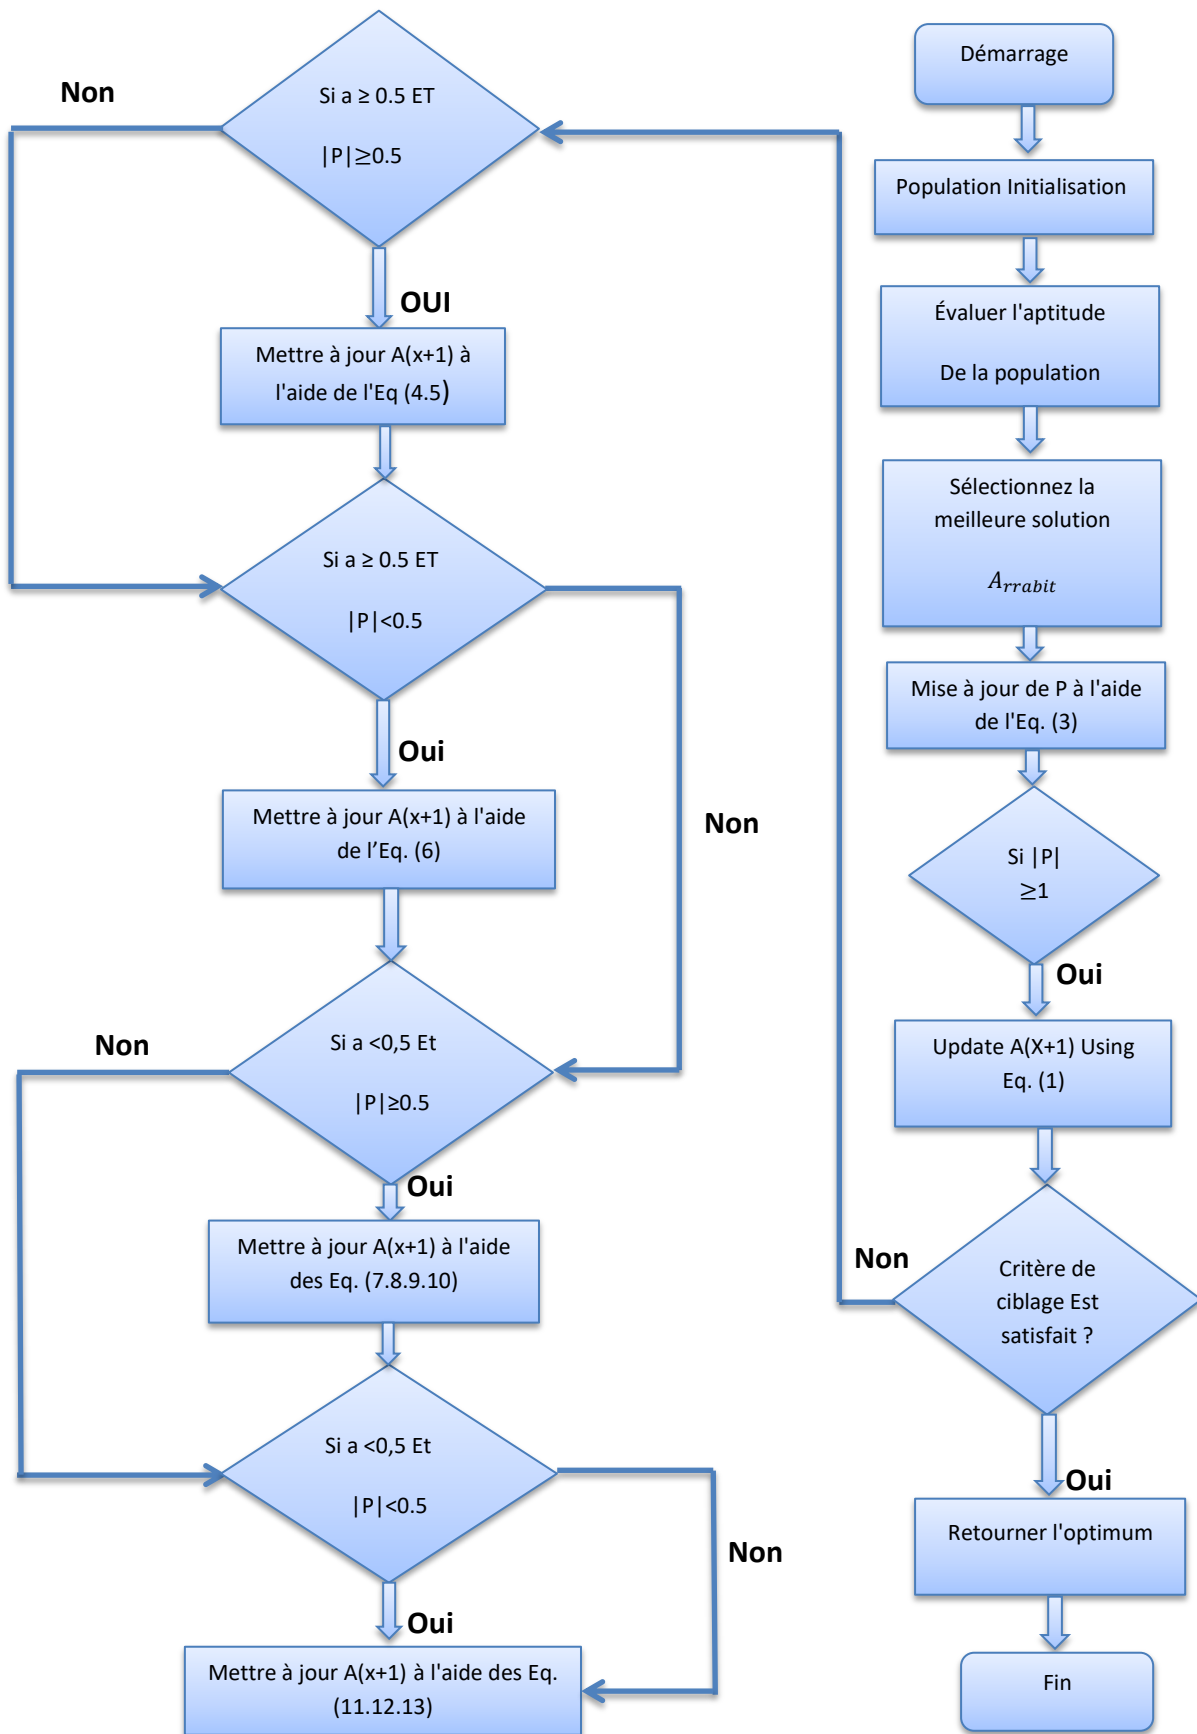 Démarrage
Population Initialisation
Évaluer l'aptitude
De la population
Sélectionnez la
meilleure solution
A_{rrabit}
Mise à jour de P à l'aide
de l'Eq. (3)
Si |P|
≥1
Oui
Update A(X+1) Using
Eq. (1)
Non
Critère de
ciblage Est
satisfait ?
Oui
Retourner l'optimum
Fin
Non
Si a ≥ 0.5 ET
|P|≥0.5
OUI
Mettre à jour A(x+1) à
l'aide de l'Eq (4.5)
Si a ≥ 0.5 ET
|P|<0.5
Oui
Non
Mettre à jour A(x+1) à l'aide
de l’Eq. (6)
Non
Si a <0,5 Et
|P|≥0.5
Oui
Mettre à jour A(x+1) à l'aide
des Eq. (7.8.9.10)
Si a <0,5 Et
|P|<0.5
Non
Oui
Mettre à jour A(x+1) à l'aide des Eq.
(11.12.13)